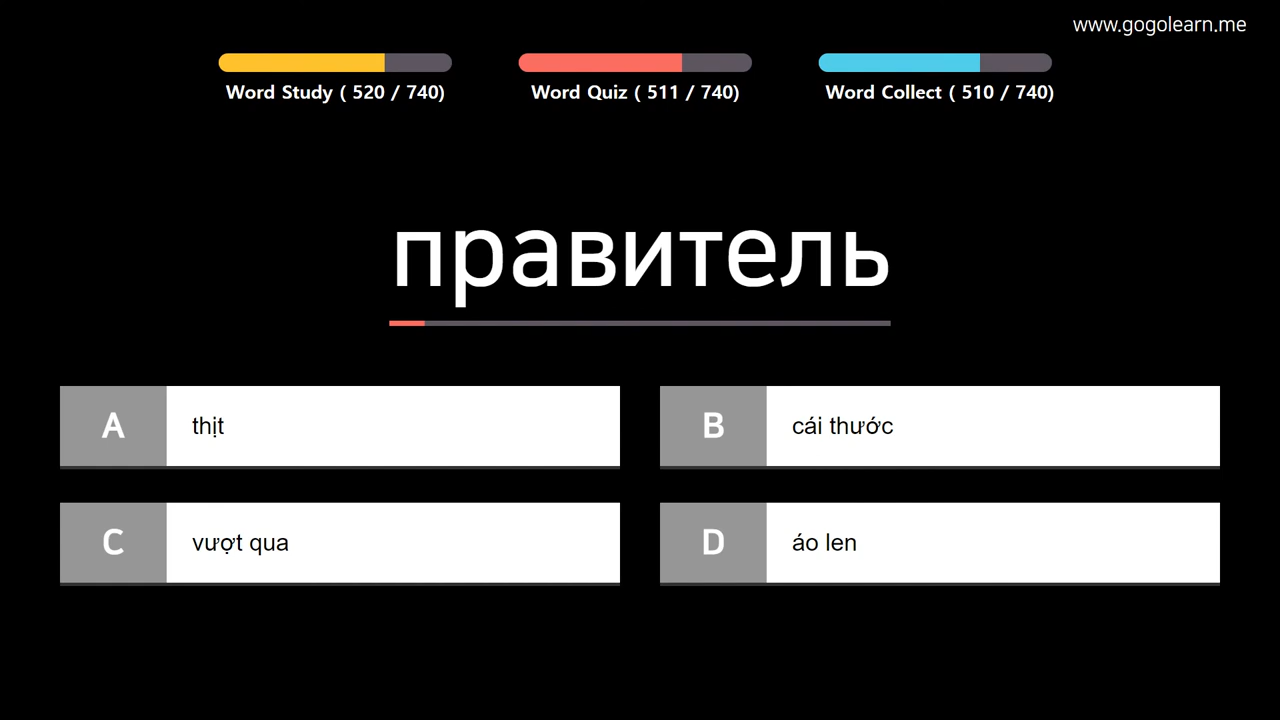 www.gogolearn.me
Word Study ( 520 / 740)
Word Quiz ( 511 / 740)
Word Collect ( 510 / 740)
правитель
A
thịt
B
cái thước
C
vượt qua
D
áo len